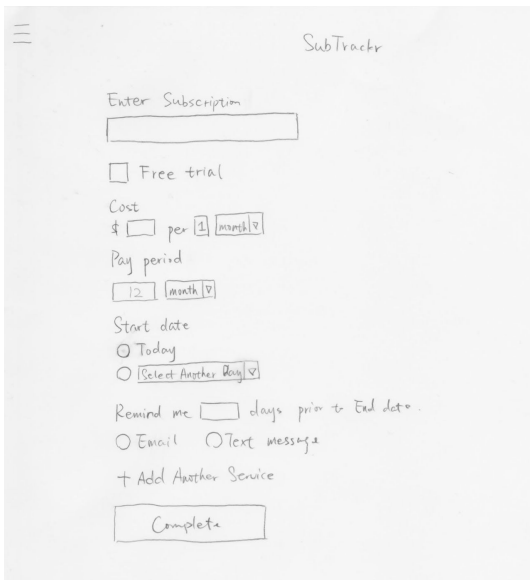 SubTrackr
Enter Subscription
Free trial
Cost
$ per 1 month
Pay period
12 month
Start date
Today
Select Another Day
Remind me days prior to End date.
Email Text message
+ Add Another Service
Complete